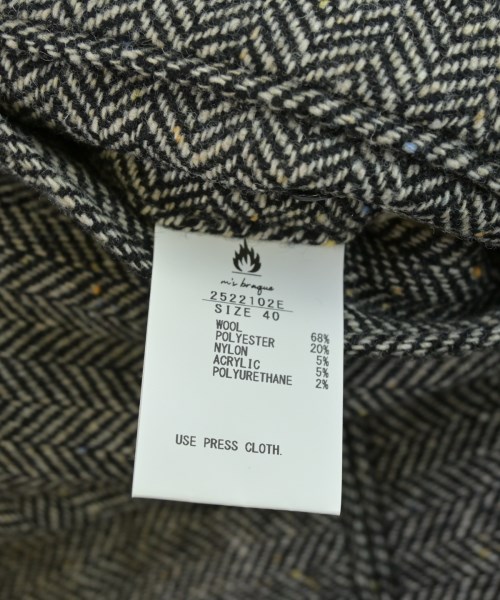 m's braque
2522102E
SIZE 40
WOOL 68%
POLYESTER 20%
NYLON 5%
ACRYLIC 5%
POLYURETHANE 2%
USE PRESS CLOTH.